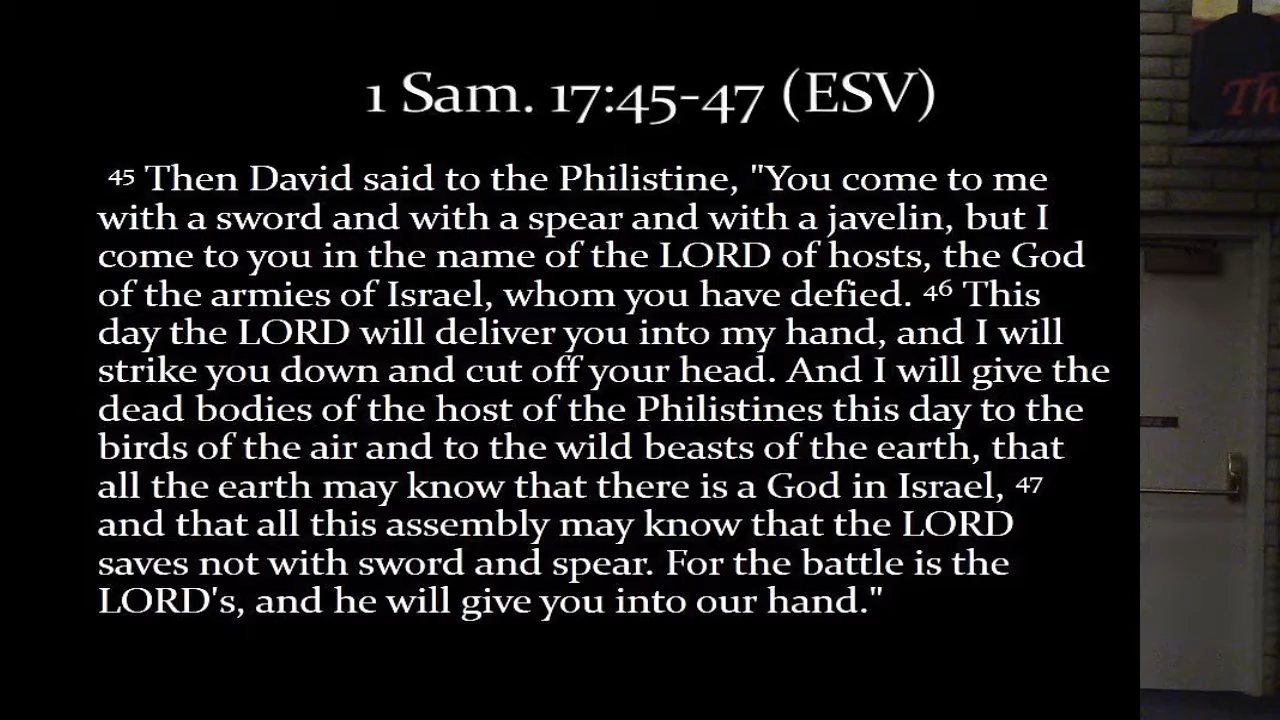 1 Sam. 17:45-47 (ESV)
45 Then David said to the Philistine, "You come to me
with a sword and with a spear and with a javelin, but I
come to you in the name of the LORD of hosts, the God
of the armies of Israel, whom you have defied. 46 This
day the LORD will deliver you into my hand, and I will
strike you down and cut off your head. And I will give the
dead bodies of the host of the Philistines this day to the
birds of the air and to the wild beasts of the earth, that
all the earth may know that there is a God in Israel, 47
and that all this assembly may know that the LORD
saves not with sword and spear. For the battle is the
LORD's, and he will give you into our hand."